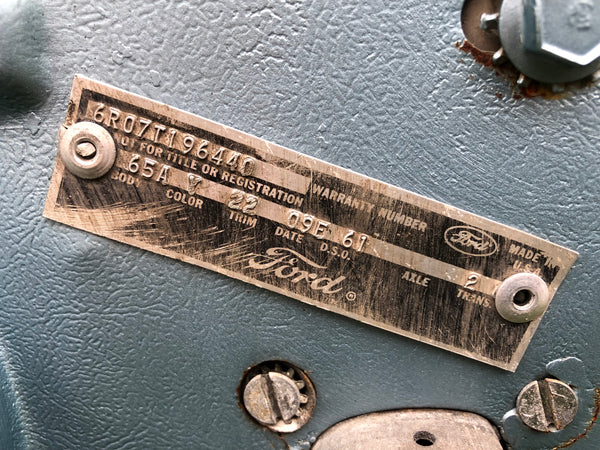 6R07T196440
NOT FOR TITLE OR REGISTRATION
WARRANTY NUMBER
Ford
MADE IN
65A 22 09E 61 2
BODY COLOR TRIM DATE D.S.O. AXLE TRANS
Ford ©